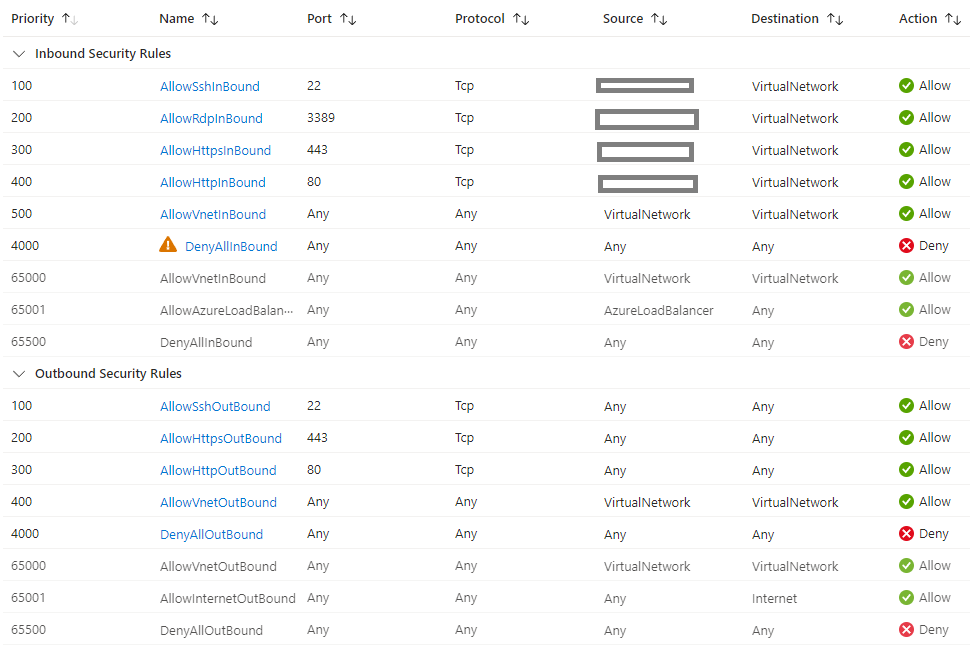 Priority Name Port Protocol Source Destination Action
Inbound Security Rules
100 AllowSshInBound 22 Tcp VirtualNetwork Allow
200 AllowRdpInBound 3389 Tcp VirtualNetwork Allow
300 AllowHttpsInBound 443 Tcp VirtualNetwork Allow
400 AllowHttpInBound 80 Tcp VirtualNetwork Allow
500 AllowVnetInBound Any Any VirtualNetwork VirtualNetwork Allow
4000 DenyAllInBound Any Any Any Any Deny
65000 AllowVnetInBound Any Any VirtualNetwork VirtualNetwork Allow
65001 AllowAzureLoadBalan··· Any Any AzureLoadBalancer Any Allow
65500 DenyAllInBound Any Any Any Any Deny
Outbound Security Rules
100 AllowSshOutBound 22 Tcp Any Any Allow
200 AllowHttpsOutBound 443 Tcp Any Any Allow
300 AllowHttpOutBound 80 Tcp Any Any Allow
400 AllowVnetOutBound Any Any VirtualNetwork VirtualNetwork Allow
4000 DenyAllOutBound Any Any Any Any Deny
65000 AllowVnetOutBound Any Any VirtualNetwork VirtualNetwork Allow
65001 AllowInternetOutBound Any Any Any Internet Allow
65500 DenyAllOutBound Any Any Any Any Deny